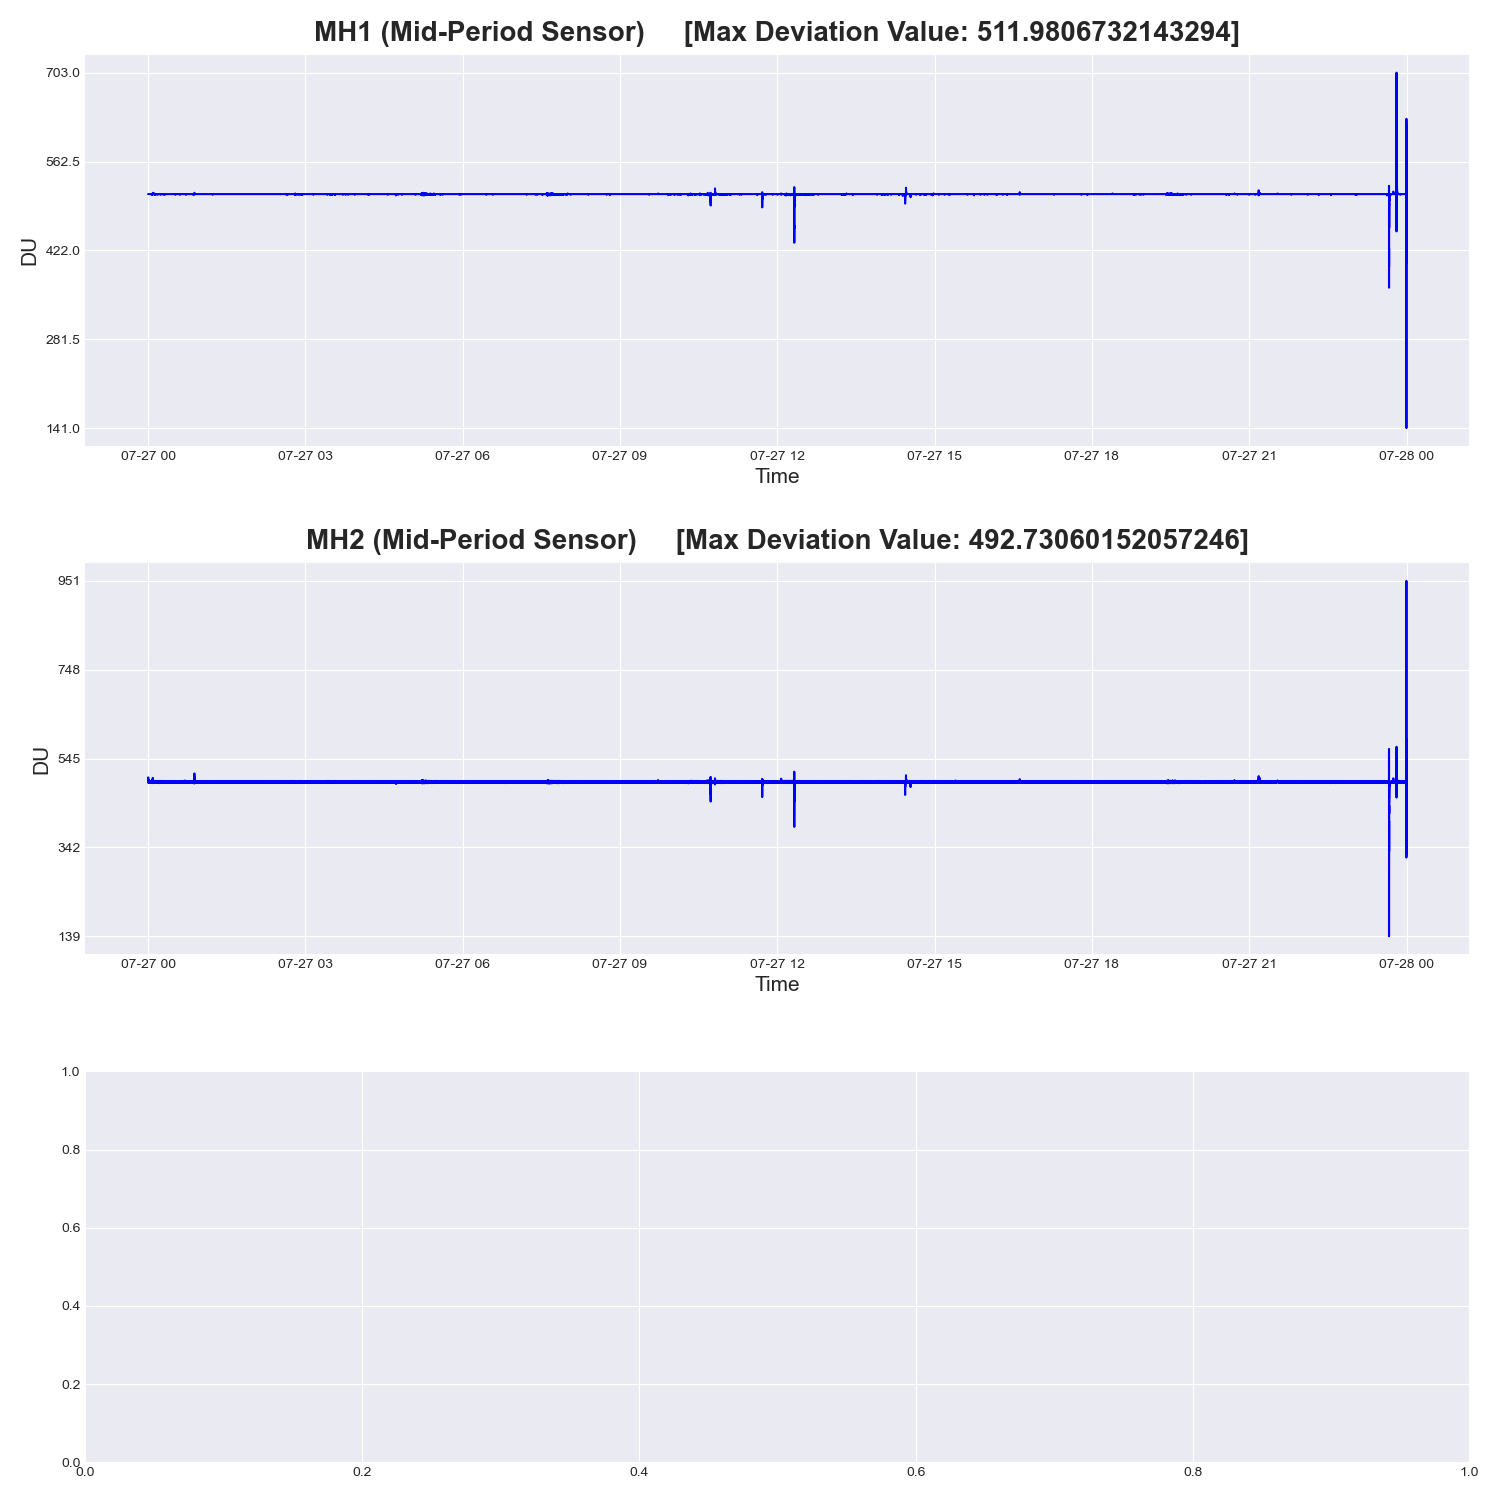 MH1 (Mid-Period Sensor) [Max Deviation Value: 511.9806732143294]
703.0
562.5
422.0
281.5
141.0
DU
07-27 00 07-27 03 07-27 06 07-27 09 07-27 12 07-27 15 07-27 18 07-27 21 07-28 00
Time
MH2 (Mid-Period Sensor) [Max Deviation Value: 492.73060152057246]
951
748
545
342
139
DU
07-27 00 07-27 03 07-27 06 07-27 09 07-27 12 07-27 15 07-27 18 07-27 21 07-28 00
Time
1.0
0.8
0.6
0.4
0.2
0.0
0.0 0.2 0.4 0.6 0.8 1.0